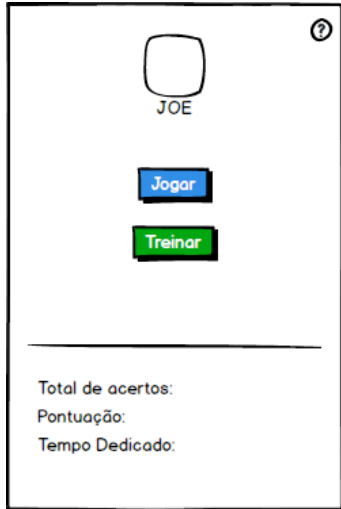 ?
JOE
Jogar
Treinar
Total de acertos:
Pontuação:
Tempo Dedicado: